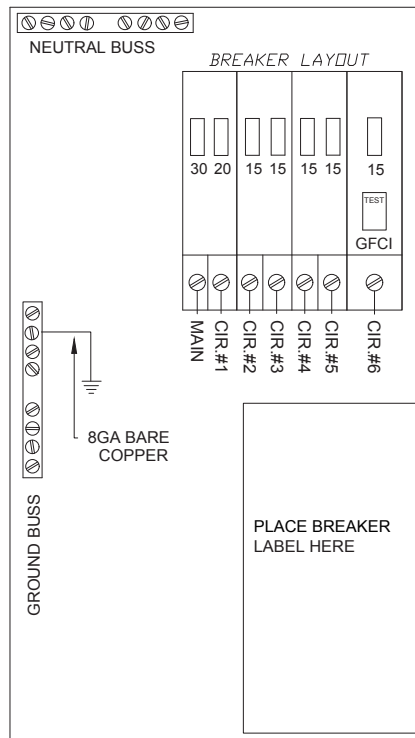 NEUTRAL BUSS
BREAKER LAYOUT
30 20 15 15 15 15 15
TEST
GFCI
MAIN
CIR.#1
CIR.#2
CIR.#3
CIR.#4
CIR.#5
CIR.#6
8GA BARE
COPPER
GROUND BUSS
PLACE BREAKER
LABEL HERE